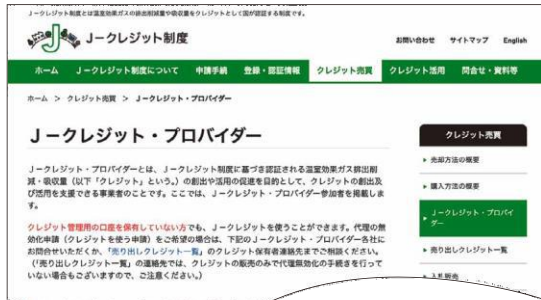 J－クレジット制度とは温室効果ガスの排出削減量や吸収量をクレジットとして国が認証する制度です。
J－クレジット制度
お問い合わせ サイトマップ English
ホーム J－クレジット制度について 申請手続 登録・認証情報 クレジット売買 クレジット活用 問合せ・資料等
ホーム > クレジット売買 > J－クレジット・プロバイダー
J－クレジット・プロバイダー
J－クレジット・プロバイダーとは、J－クレジット制度に基づき認証される温室効果ガス排出削
減・吸収量（以下「クレジット」という。）の創出や活用の促進を目的として、クレジットの創出及
び活用を支援できる事業者のことです。ここでは、J－クレジット・プロバイダー参加者を掲載しま
す。
クレジット管理用の口座を保有していない方でも、J－クレジットを使うことができます。代理の無
効化申請（クレジットを使う申請）をご希望の場合は、下記のJ－クレジット・プロバイダー各社に
お問合せいただくか、「売り出しクレジット一覧」のクレジット保有者連絡先までご相談ください。
（「売り出しクレジット一覧」の連絡先では、クレジットの販売のみで代理無効化の手続きを行って
いない場合もございますので、ご注意ください。）
クレジット売買
売却方法の概要
購入方法の概要
J－クレジット・プロバイ
ダー
売り出しクレジット一覧
入札販売